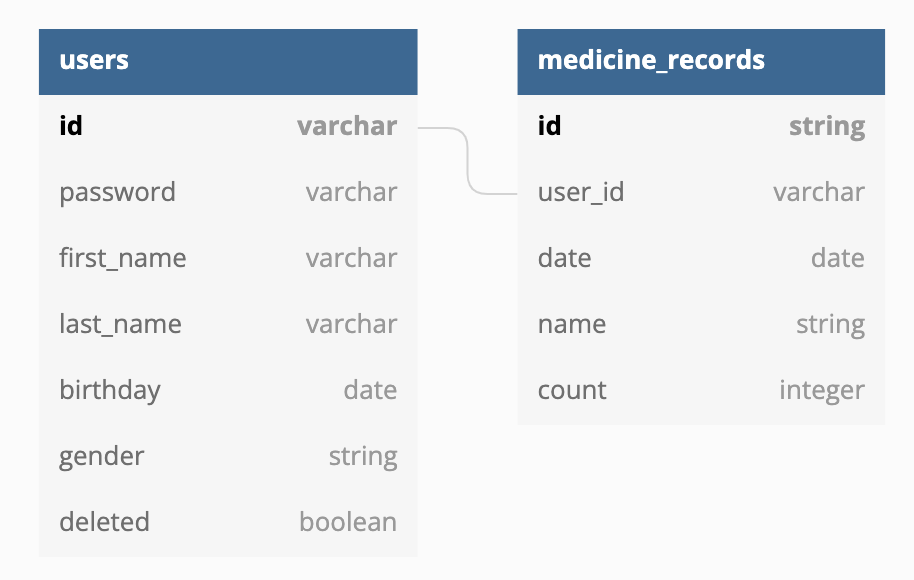 users
id varchar
password varchar
first_name varchar
last_name varchar
birthday date
gender string
deleted boolean
medicine_records
id string
user_id varchar
date date
name string
count integer